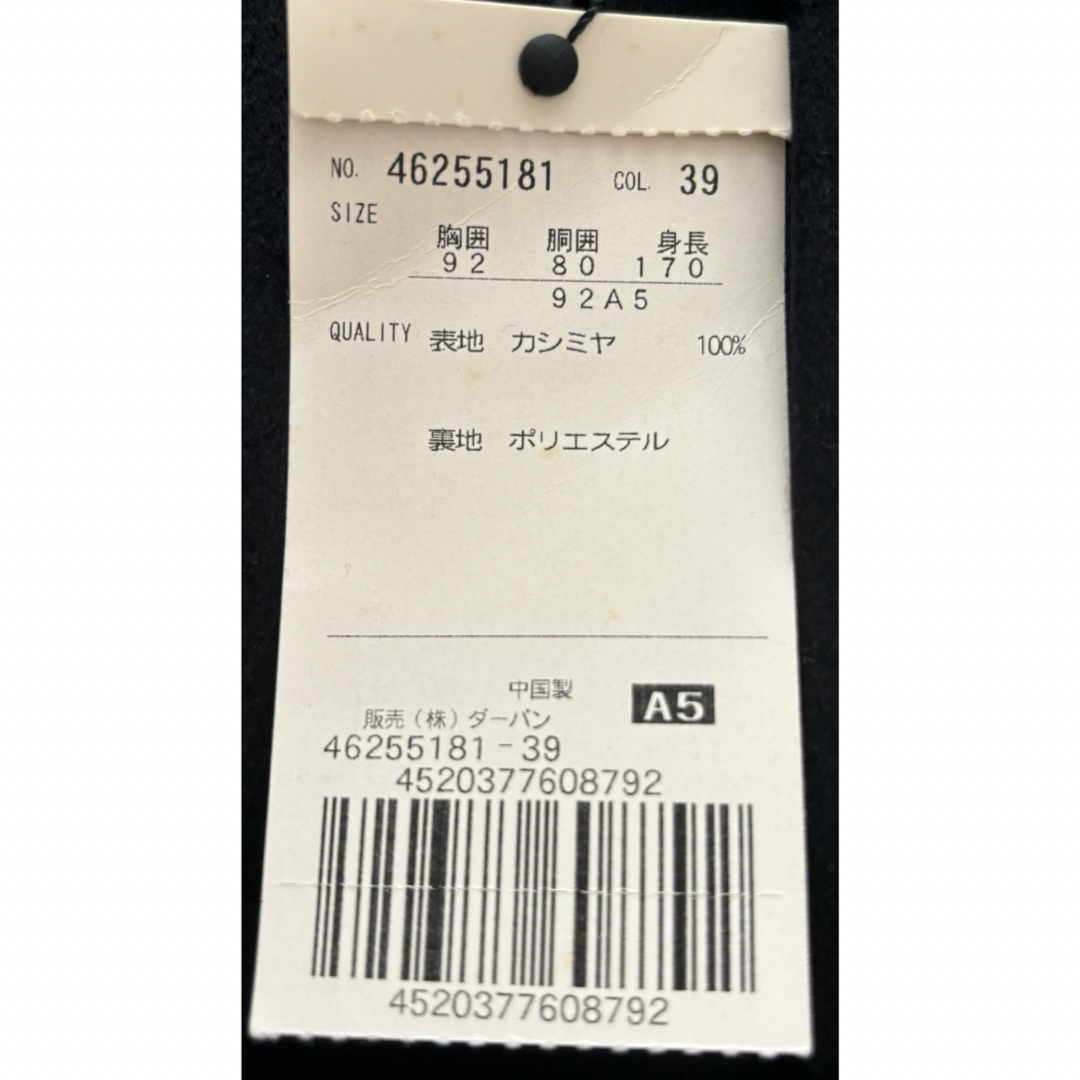 NO. 46255181 COL. 39
SIZE
胸囲 胴囲 身長
92 80 170
92A5
QUALITY 表地 カシミヤ 100%
裏地 ポリエステル
中国製
A5
販売(株)ダーバン
46255181-39
4520377608792
4520377608792